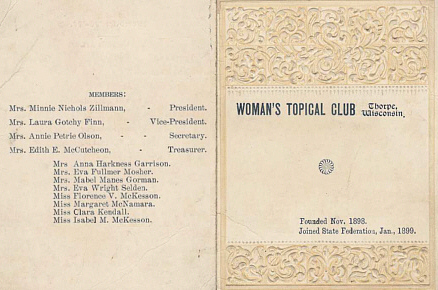 MEMBERS:
Mrs. Minnie Nichols Zillmann, - President.
Mrs. Laura Gotchy Finn, - Vice-President.
Mrs. Annie Petrie Olson, - Secretary.
Mrs. Edith E. McCutcheon, - Treasurer.
Mrs. Anna Harkness Garrison.
Mrs. Eva Fullmer Mosher.
Mrs. Mabel Manes Gorman.
Mrs. Eva Wright Selden.
Miss Florence V. McKesson.
Miss Margaret McNamara.
Miss Clara Kendall.
Miss Isabel M. McKesson.
WOMAN'S TOPICAL CLUB Thorpe, Wisconsin.
Founded Nov. 1898.
Joined State Federation, Jan., 1899.